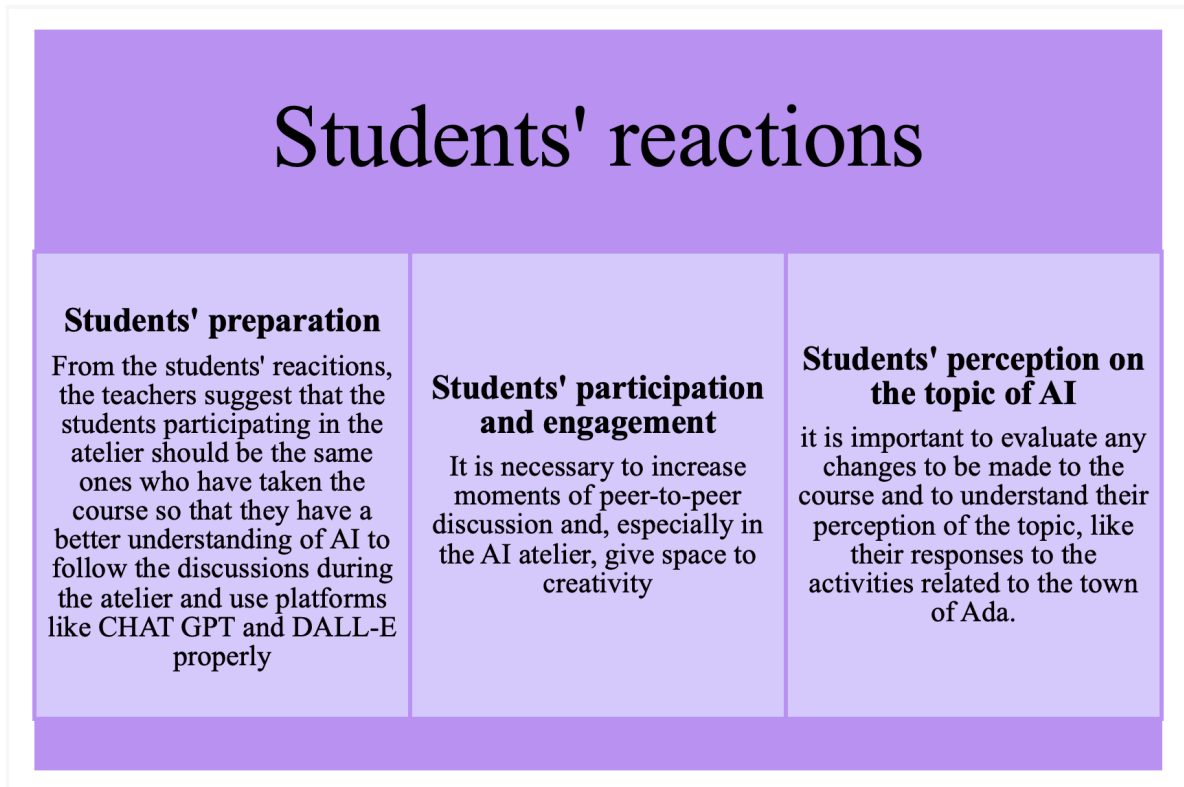 Students' reactions
Students' preparation
From the students' reacitions,
the teachers suggest that the
students participating in the
atelier should be the same
ones who have taken the
course so that they have a
better understanding of AI to
follow the discussions during
the atelier and use platforms
like CHAT GPT and DALL-E
properly
Students' participation
and engagement
It is necessary to increase
moments of peer-to-peer
discussion and, especially in
the AI atelier, give space to
creativity
Students' perception on
the topic of AI
it is important to evaluate any
changes to be made to the
course and to understand their
perception of the topic, like
their responses to the
activities related to the town
of Ada.